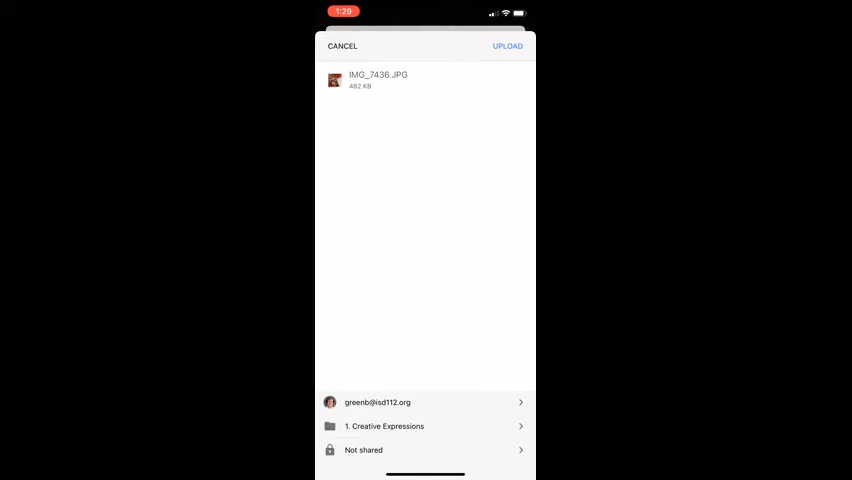 1:29
CANCEL
UPLOAD
IMG_7436.JPG
482 KB
greenb@isd112.org
1. Creative Expressions
Not shared